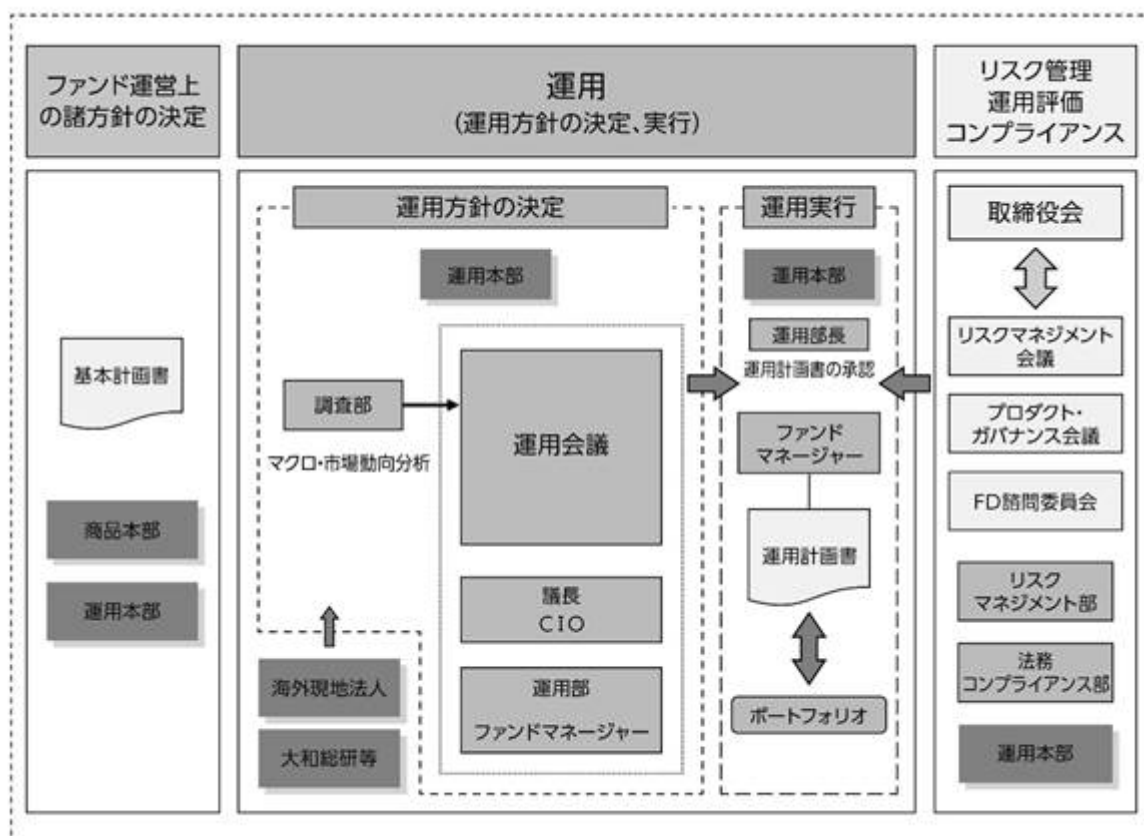 ファンド運営上
の諸方針の決定
運用
(運用方針の決定、実行)
リスク管理
運用評価
コンプライアンス
基本計画書
商品本部
運用本部
運用方針の決定
運用本部
調査部
マクロ・市場動向分析
運用会議
議長
CIO
運用部
ファンドマネージャー
海外現地法人
大和総研等
運用実行
運用本部
運用部長
運用計画書の承認
ファンド
マネージャー
運用計画書
ポートフォリオ
取締役会
リスクマネジメント
会議
プロダクト・
ガバナンス会議
FD諮問委員会
リスク
マネジメント部
法務
コンプライアンス部
運用本部